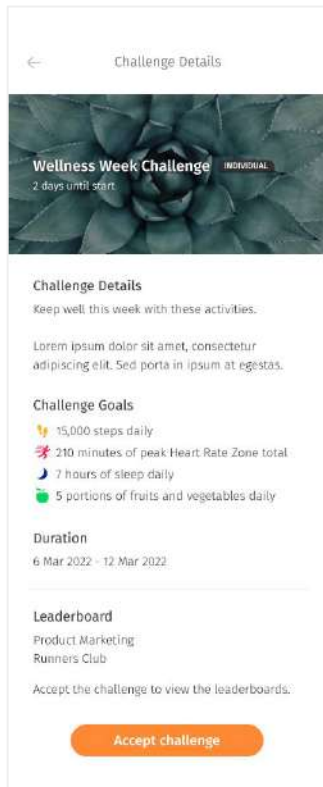 Challenge Details
Wellness Week Challenge INDIVIDUAL
2 days until start
Challenge Details
Keep well this week with these activities.
Lorem ipsum dolor sit amet, consectetur
adipiscing elit. Sed porta in ipsum at egestas.
Challenge Goals
15,000 steps daily
210 minutes of peak Heart Rate Zone total
7 hours of sleep daily
5 portions of fruits and vegetables daily
Duration
6 Mar 2022 - 12 Mar 2022
Leaderboard
Product Marketing
Runners Club
Accept the challenge to view the leaderboards.
Accept challenge